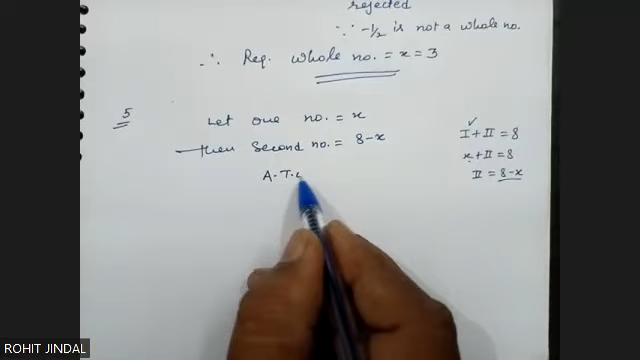 rejected
∵ -1/2 is not a whole no.
∴ Req. whole no. = x = 3
5
Let one no. = x
then second no. = 8-x
A.T.
I + II = 8
x + II = 8
II = 8-x
ROHIT JINDAL